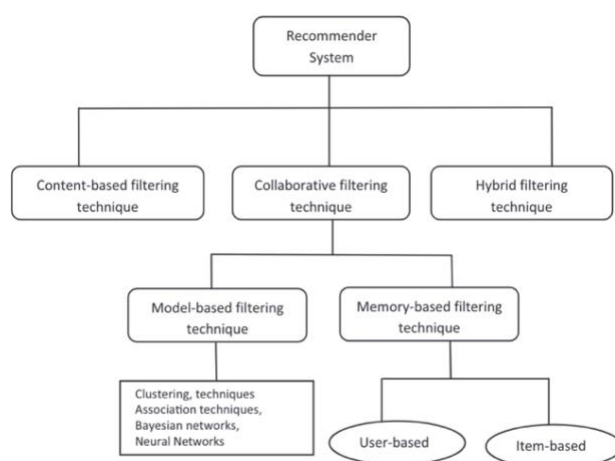 Recommender
System
Content-based filtering
technique
Collaborative filtering
technique
Hybrid filtering
technique
Model-based filtering
technique
Memory-based filtering
technique
Clustering, techniques
Association techniques,
Bayesian networks,
Neural Networks
User-based
Item-based